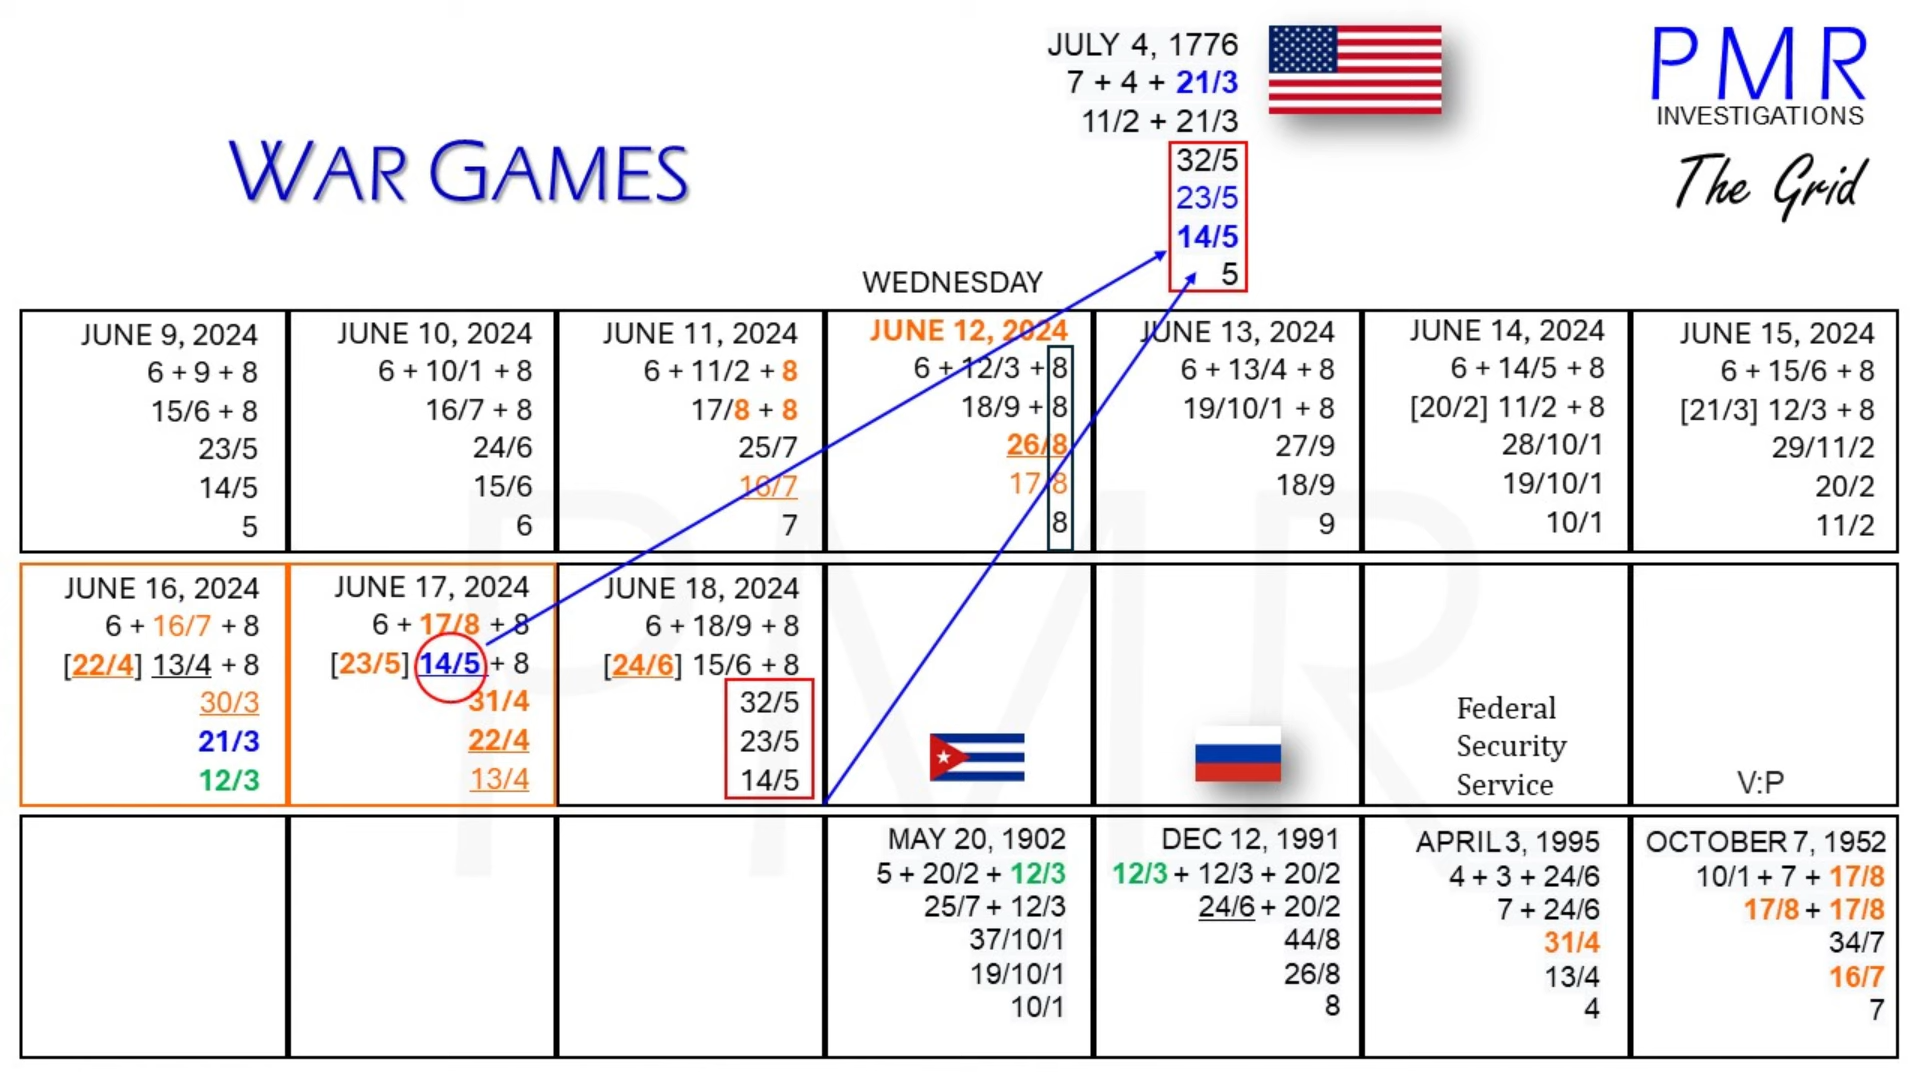 JULY 4, 1776
7 + 4 + 21/3
11/2 + 21/3
32/5
23/5
14/5
5
PMR
INVESTIGATIONS
The Grid
WAR GAMES
WEDNESDAY
JUNE 9, 2024
6 + 9 + 8
15/6 + 8
23/5
14/5
5
JUNE 10, 2024
6 + 10/1 + 8
16/7 + 8
24/6
15/6
6
JUNE 11, 2024
6 + 11/2 + 8
17/8 + 8
25/7
16/7
7
JUNE 12, 2024
6 + 12/3 + 8
18/9 + 8
26/8
17/8
8
JUNE 13, 2024
6 + 13/4 + 8
19/10/1 + 8
27/9
18/9
9
JUNE 14, 2024
6 + 14/5 + 8
[20/2] 11/2 + 8
28/10/1
19/10/1
10/1
JUNE 15, 2024
6 + 15/6 + 8
[21/3] 12/3 + 8
29/11/2
20/2
11/2
JUNE 16, 2024
6 + 16/7 + 8
[22/4] 13/4 + 8
30/3
21/3
12/3
JUNE 17, 2024
6 + 17/8 + 8
[23/5] 14/5 + 8
31/4
22/4
13/4
JUNE 18, 2024
6 + 18/9 + 8
[24/6] 15/6 + 8
32/5
23/5
14/5
Federal
Security
Service
V:P
MAY 20, 1902
5 + 20/2 + 12/3
25/7 + 12/3
37/10/1
19/10/1
10/1
DEC 12, 1991
12/3 + 12/3 + 20/2
24/6 + 20/2
44/8
26/8
8
APRIL 3, 1995
4 + 3 + 24/6
7 + 24/6
31/4
13/4
4
OCTOBER 7, 1952
10/1 + 7 + 17/8
17/8 + 17/8
34/7
16/7
7
PMR